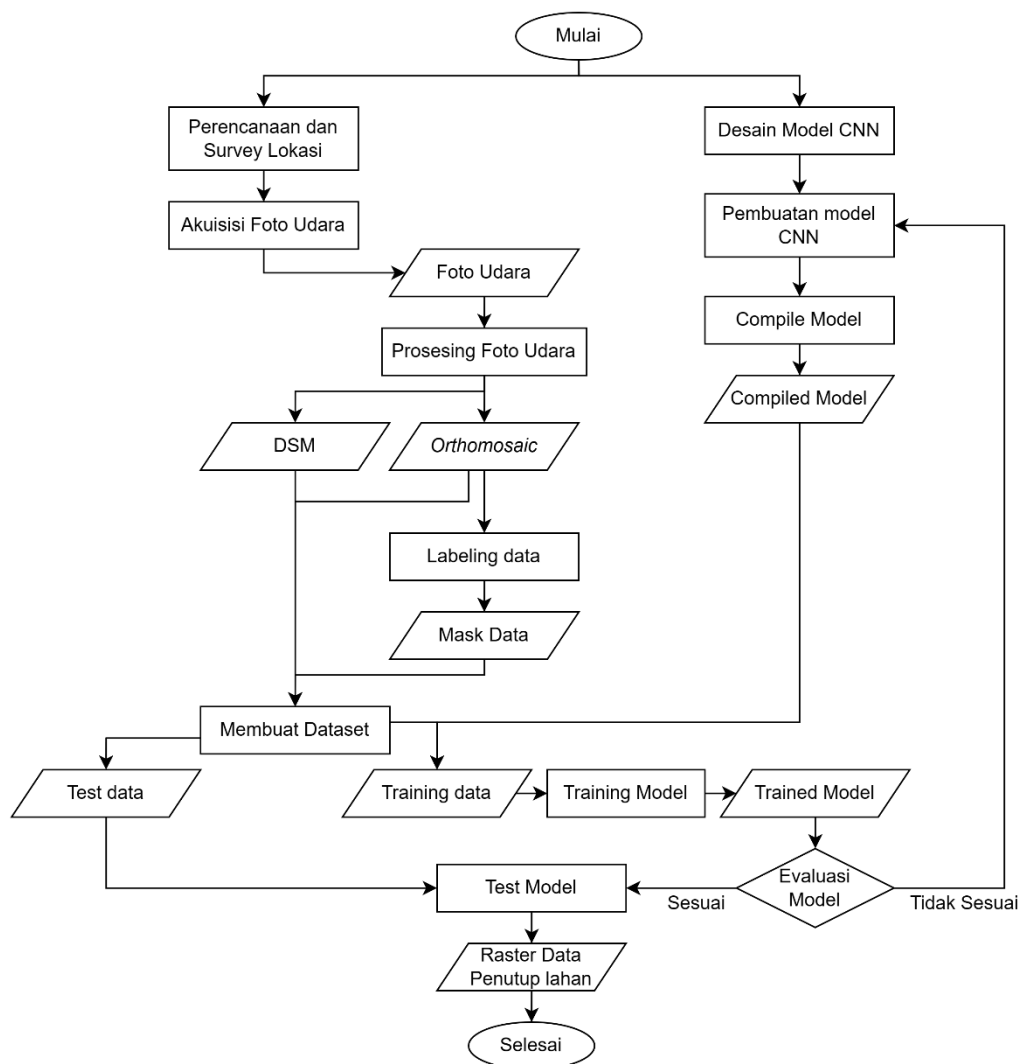 Mulai
Perencanaan dan
Survey Lokasi
Desain Model CNN
Akuisisi Foto Udara
Pembuatan model
CNN
Foto Udara
Compile Model
Prosesing Foto Udara
Compiled Model
DSM
Orthomosaic
Labeling data
Mask Data
Membuat Dataset
Test data
Training data
Training Model
Trained Model
Test Model
Sesuai
Evaluasi
Model
Tidak Sesuai
Raster Data
Penutup lahan
Selesai